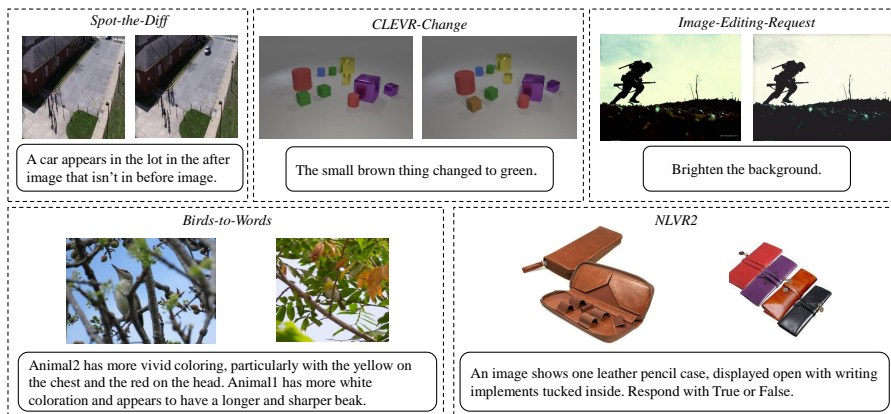 Spot-the-Diff
CLEVR-Change
Image-Editing-Request
A car appears in the lot in the after
image that isn't in before image.
The small brown thing changed to green.
Brighten the background.
Birds-to-Words
NLVR2
Animal2 has more vivid coloring, particularly with the yellow on
the chest and the red on the head. Animal1 has more white
coloration and appears to have a longer and sharper beak.
An image shows one leather pencil case, displayed open with writing
implements tucked inside. Respond with True or False.